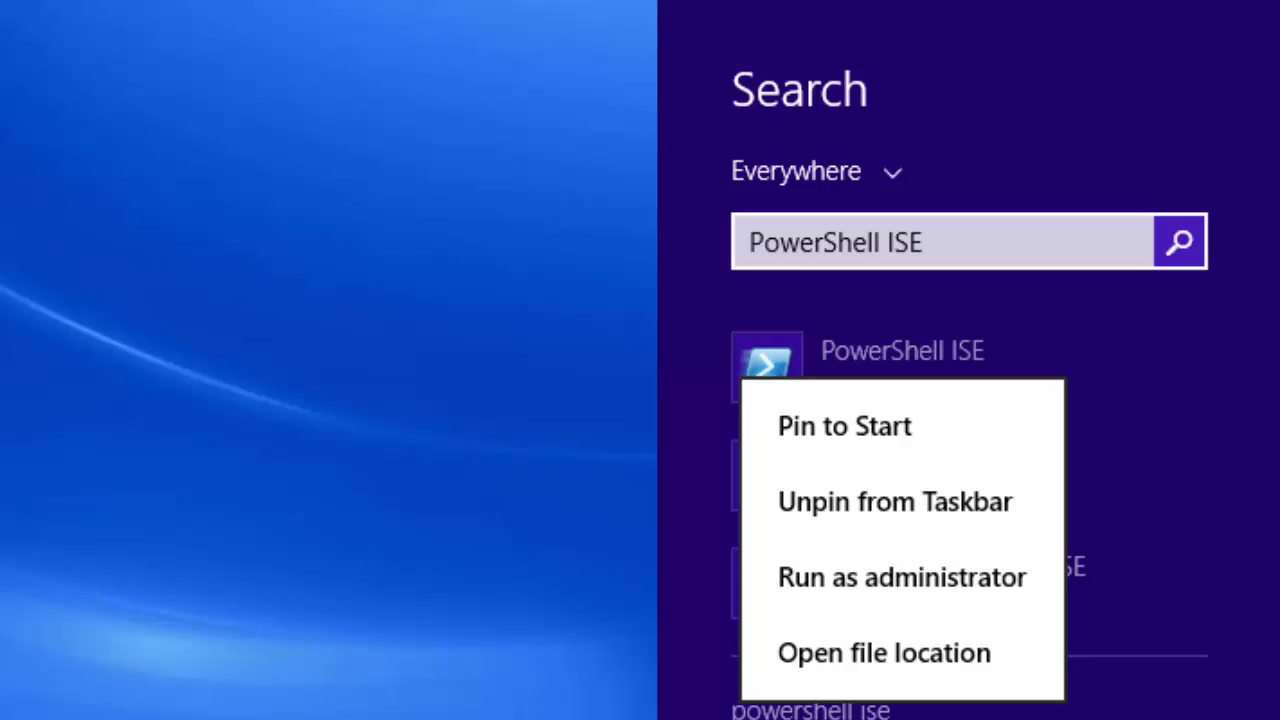 Search
Everywhere
PowerShell ISE
PowerShell ISE
Pin to Start
Unpin from Taskbar
Run as administrator
Open file location
powershell ise